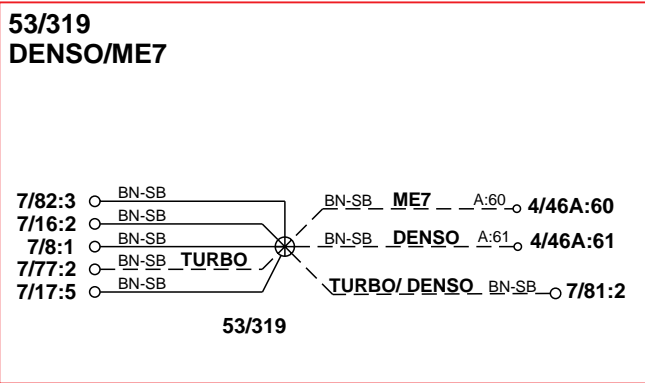 53/319
DENSO/ME7
7/82:3 BN-SB BN-SB ME7 A:60 4/46A:60
7/16:2 BN-SB
7/8:1 BN-SB BN-SB DENSO A:61 4/46A:61
7/77:2 BN-SB TURBO
7/17:5 BN-SB TURBO/ DENSO BN-SB 7/81:2
53/319